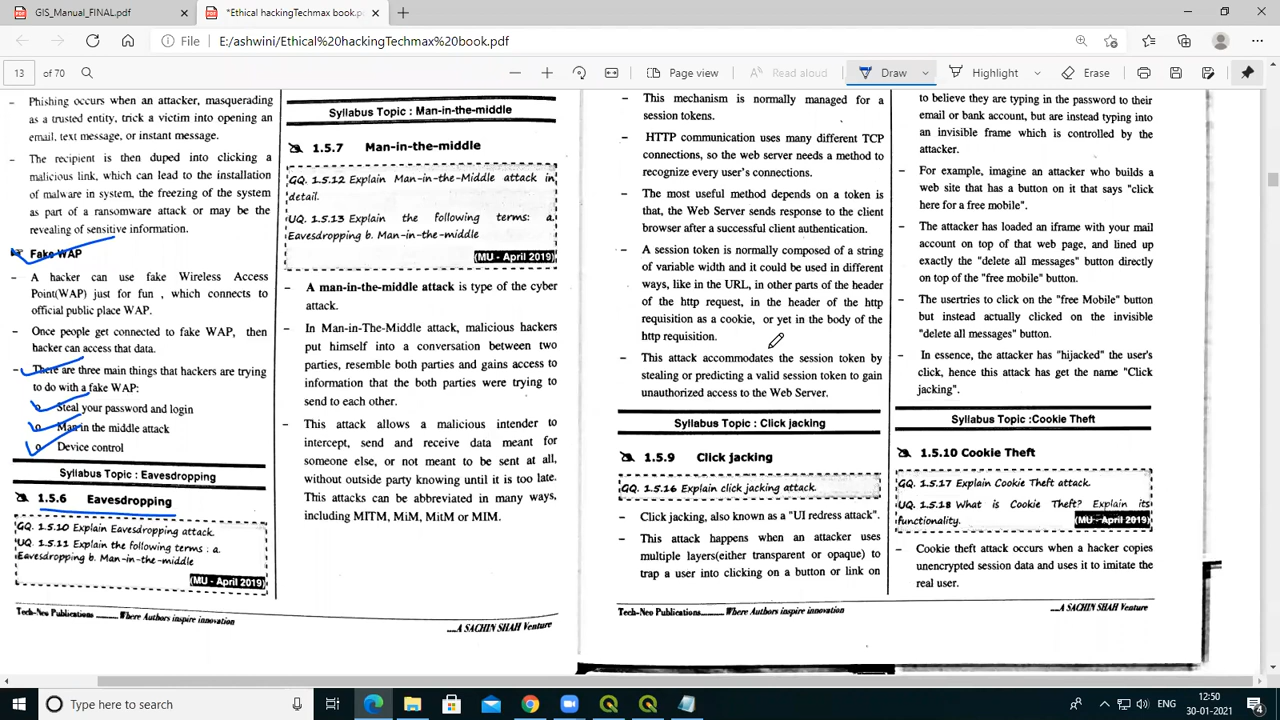 GIS_Manual_FINAL.pdf
*Ethical hackingTechmax book.pdf
File
E:/ashwini/Ethical%20hackingTechmax%20book.pdf
13 of 70
Page view
Read aloud
Draw
Highlight
Erase
– Phishing occurs when an attacker, masquerading
as a trusted entity, trick a victim into opening an
email, text message, or instant message.
– The recipient is then duped into clicking a
malicious link, which can lead to the installation
of malware in system, the freezing of the system
as part of a ransomware attack or may be the
revealing of sensitive information.
Fake WAP
– A hacker can use fake Wireless Access
Point(WAP) just for fun , which connects to
official public place WAP.
– Once people get connected to fake WAP, then
hacker can access that data.
– There are three main things that hackers are trying
to do with a fake WAP:
o Steal your password and login
o Man in the middle attack
o Device control
Syllabus Topic : Eavesdropping
1.5.6 Eavesdropping
GQ. 1.5.10 Explain Eavesdropping attack.
UQ. 1.5.11 Explain the following terms : a.
Eavesdropping b. Man-in-the-middle
(MU - April 2019)
Tech-Neo Publications..........Where Authors inspire innovation
Syllabus Topic : Man-in-the-middle
1.5.7 Man-in-the-middle
GQ. 1.5.12 Explain Man-in-the-Middle attack in
detail.
UQ. 1.5.13 Explain the following terms: a.
Eavesdropping b. Man-in-the-middle
(MU - April 2019)
– A man-in-the-middle attack is type of the cyber
attack.
– In Man-in-The-Middle attack, malicious hackers
put himself into a conversation between two
parties, resemble both parties and gains access to
information that the both parties were trying to
send to each other.
– This attack allows a malicious intender to
intercept, send and receive data meant for
someone else, or not meant to be sent at all,
without outside party knowing until it is too late.
This attacks can be abbreviated in many ways,
including MITM, MiM, MitM or MIM.
....A SACHIN SHAH Venture
– This mechanism is normally managed for a
session tokens.
– HTTP communication uses many different TCP
connections, so the web server needs a method to
recognize every user's connections.
– The most useful method depends on a token is
that, the Web Server sends response to the client
browser after a successful client authentication.
– A session token is normally composed of a string
of variable width and it could be used in different
ways, like in the URL, in other parts of the header
of the http request, in the header of the http
requisition as a cookie, or yet in the body of the
http requisition.
– This attack accommodates the session token by
stealing or predicting a valid session token to gain
unauthorized access to the Web Server.
Syllabus Topic : Click jacking
1.5.9 Click jacking
GQ. 1.5.16 Explain click jacking attack.
– Click jacking, also known as a "UI redress attack".
– This attack happens when an attacker uses
multiple layers(either transparent or opaque) to
trap a user into clicking on a button or link on
Tech-Neo Publications..........Where Authors inspire innovation
to believe they are typing in the password to their
email or bank account, but are instead typing into
an invisible frame which is controlled by the
attacker.
– For example, imagine an attacker who builds a
web site that has a button on it that says "click
here for a free mobile".
– The attacker has loaded an iframe with your mail
account on top of that web page, and lined up
exactly the "delete all messages" button directly
on top of the "free mobile" button.
– The usertries to click on the "free Mobile" button
but instead actually clicked on the invisible
"delete all messages" button.
– In essence, the attacker has "hijacked" the user's
click, hence this attack has get the name "Click
jacking".
Syllabus Topic :Cookie Theft
1.5.10 Cookie Theft
GQ. 1.5.17 Explain Cookie Theft attack.
UQ. 1.5.18 What is Cookie Theft? Explain its
functionality.
(MU - April 2019)
– Cookie theft attack occurs when a hacker copies
unencrypted session data and uses it to imitate the
real user.
....A SACHIN SHAH Venture
Type here to search
ENG
12:50
30-01-2021
4